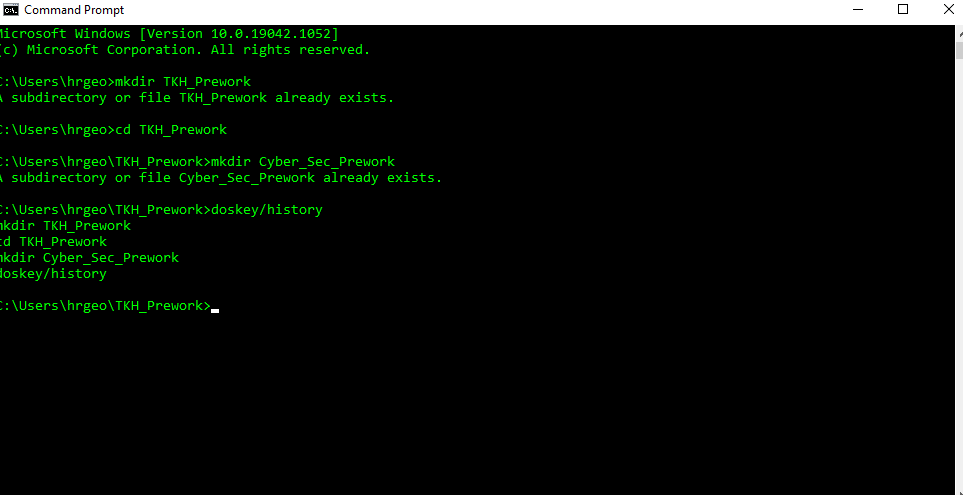 Command Prompt
Microsoft Windows [Version 10.0.19042.1052]
(c) Microsoft Corporation. All rights reserved.
C:\Users\hrgeo>mkdir TKH_Prework
A subdirectory or file TKH_Prework already exists.
C:\Users\hrgeo>cd TKH_Prework
C:\Users\hrgeo\TKH_Prework>mkdir Cyber_Sec_Prework
A subdirectory or file Cyber_Sec_Prework already exists.
C:\Users\hrgeo\TKH_Prework>doskey/history
mkdir TKH_Prework
cd TKH_Prework
mkdir Cyber_Sec_Prework
doskey/history
C:\Users\hrgeo\TKH_Prework>